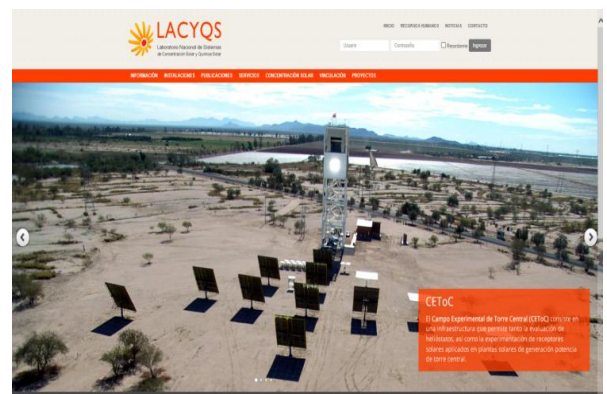 LACYQS
Laboratorio Nacional de Sistemas
de Concentración Solar y Química Solar
INICIO RECURSOS HUMANOS NOTICIAS CONTACTO
Usuario Contraseña Recordarme Ingresar
INFORMACIÓN INSTALACIONES PUBLICACIONES SERVICIOS CONCENTRACIÓN SOLAR VINCULACIÓN PROYECTOS
CEToC
El Campo Experimental de Torre Central (CEToC) consiste en
una infraestructura que permite tanto la evaluación de
helióstatos, así como la experimentación de receptores
solares aplicados en plantas solares de generación potencia
de torre central.